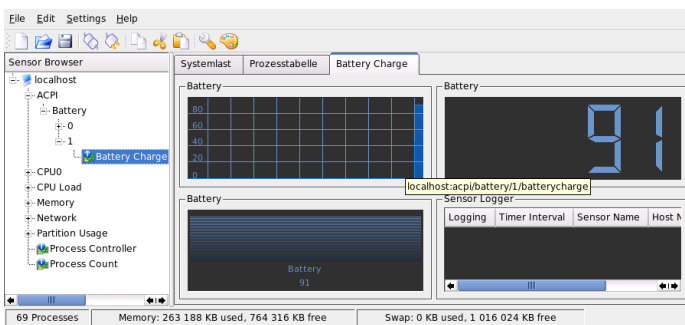 File Edit Settings Help
Sensor Browser
localhost
ACPI
Battery
0
1
Battery Charge
CPU0
CPU Load
Memory
Network
Partition Usage
Process Controller
Process Count
Systemlast Prozesstabelle Battery Charge
Battery
80
60
40
20
0
Battery
91
localhost:acpi/battery/1/batterycharge
Battery
Battery
91
Sensor Logger
Logging Timer Interval Sensor Name Host N
69 Processes Memory: 263 188 KB used, 764 316 KB free Swap: 0 KB used, 1 016 024 KB free